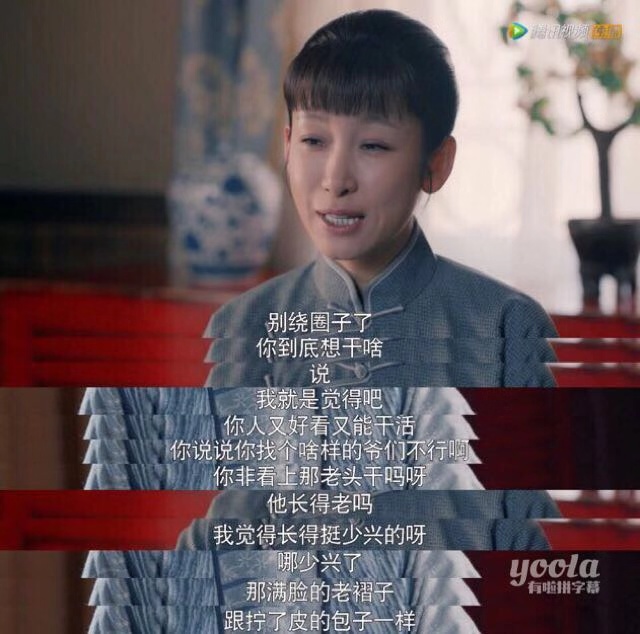 腾讯视频
别绕圈子了
你到底想干啥
说
我就是觉得吧
你人又好看又能干活
你说说你找个啥样的爷们不行啊
你非看上那老头干吗呀
他长得老吗
我觉得长得挺少兴的呀
哪少兴了
那满脸的老褶子
跟拧了皮的包子一样
yoola
有啦拼字幕